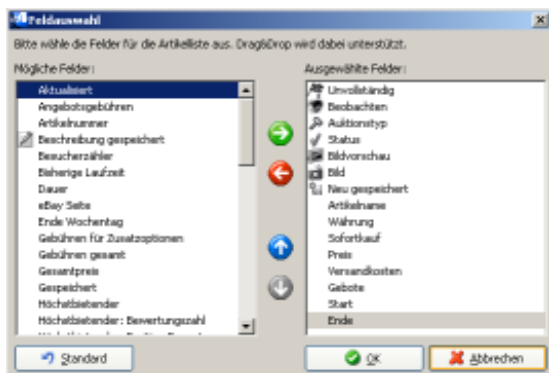 Feldauswahl
Bitte wähle die Felder für die Artikelliste aus. Drag&Drop wird dabei unterstützt.
Mögliche Felder:
Aktualisiert
Angebotsgebühren
Artikelnummer
Beschreibung gespeichert
Besucherzähler
Bisherige Laufzeit
Dauer
eBay Seite
Ende Wochentag
Gebühren für Zusatzoptionen
Gebühren gesamt
Gesamtpreis
Gespeichert
Höchstbietender
Höchstbietender: Bewertungszahl
Standard
Ausgewählte Felder:
Unvollständig
Beobachten
Auktionstyp
Status
Bildvorschau
Bild
Neu gespeichert
Artikelname
Währung
Sofortkauf
Preis
Versandkosten
Gebote
Start
Ende
OK
Abbrechen